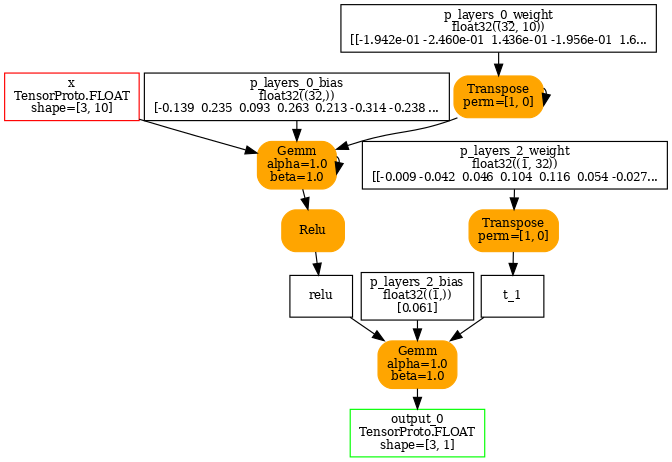 p_layers_0_weight
float32((32, 10))
[[-1.942e-01 -2.460e-01 1.436e-01 -1.956e-01 1.6...
x
TensorProto.FLOAT
shape=[3, 10]
p_layers_0_bias
float32((32,))
[-0.139 0.235 0.093 0.263 0.213 -0.314 -0.238 ...
Transpose
perm=[1, 0]
Gemm
alpha=1.0
beta=1.0
p_layers_2_weight
float32((1, 32))
[[-0.009 -0.042 0.046 0.104 0.116 0.054 -0.027...
Relu
Transpose
perm=[1, 0]
relu
p_layers_2_bias
float32((1,))
[0.061]
t_1
Gemm
alpha=1.0
beta=1.0
output_0
TensorProto.FLOAT
shape=[3, 1]